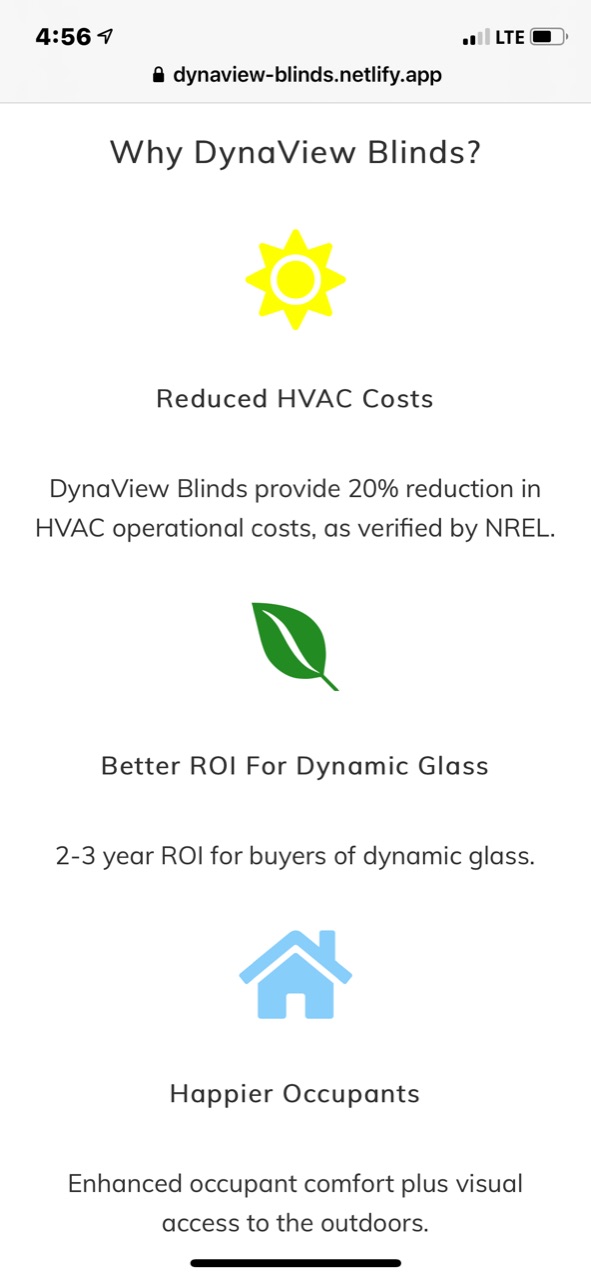 4:56
LTE
dynaview-blinds.netlify.app
Why DynaView Blinds?
Reduced HVAC Costs
DynaView Blinds provide 20% reduction in
HVAC operational costs, as verified by NREL.
Better ROI For Dynamic Glass
2-3 year ROI for buyers of dynamic glass.
Happier Occupants
Enhanced occupant comfort plus visual
access to the outdoors.